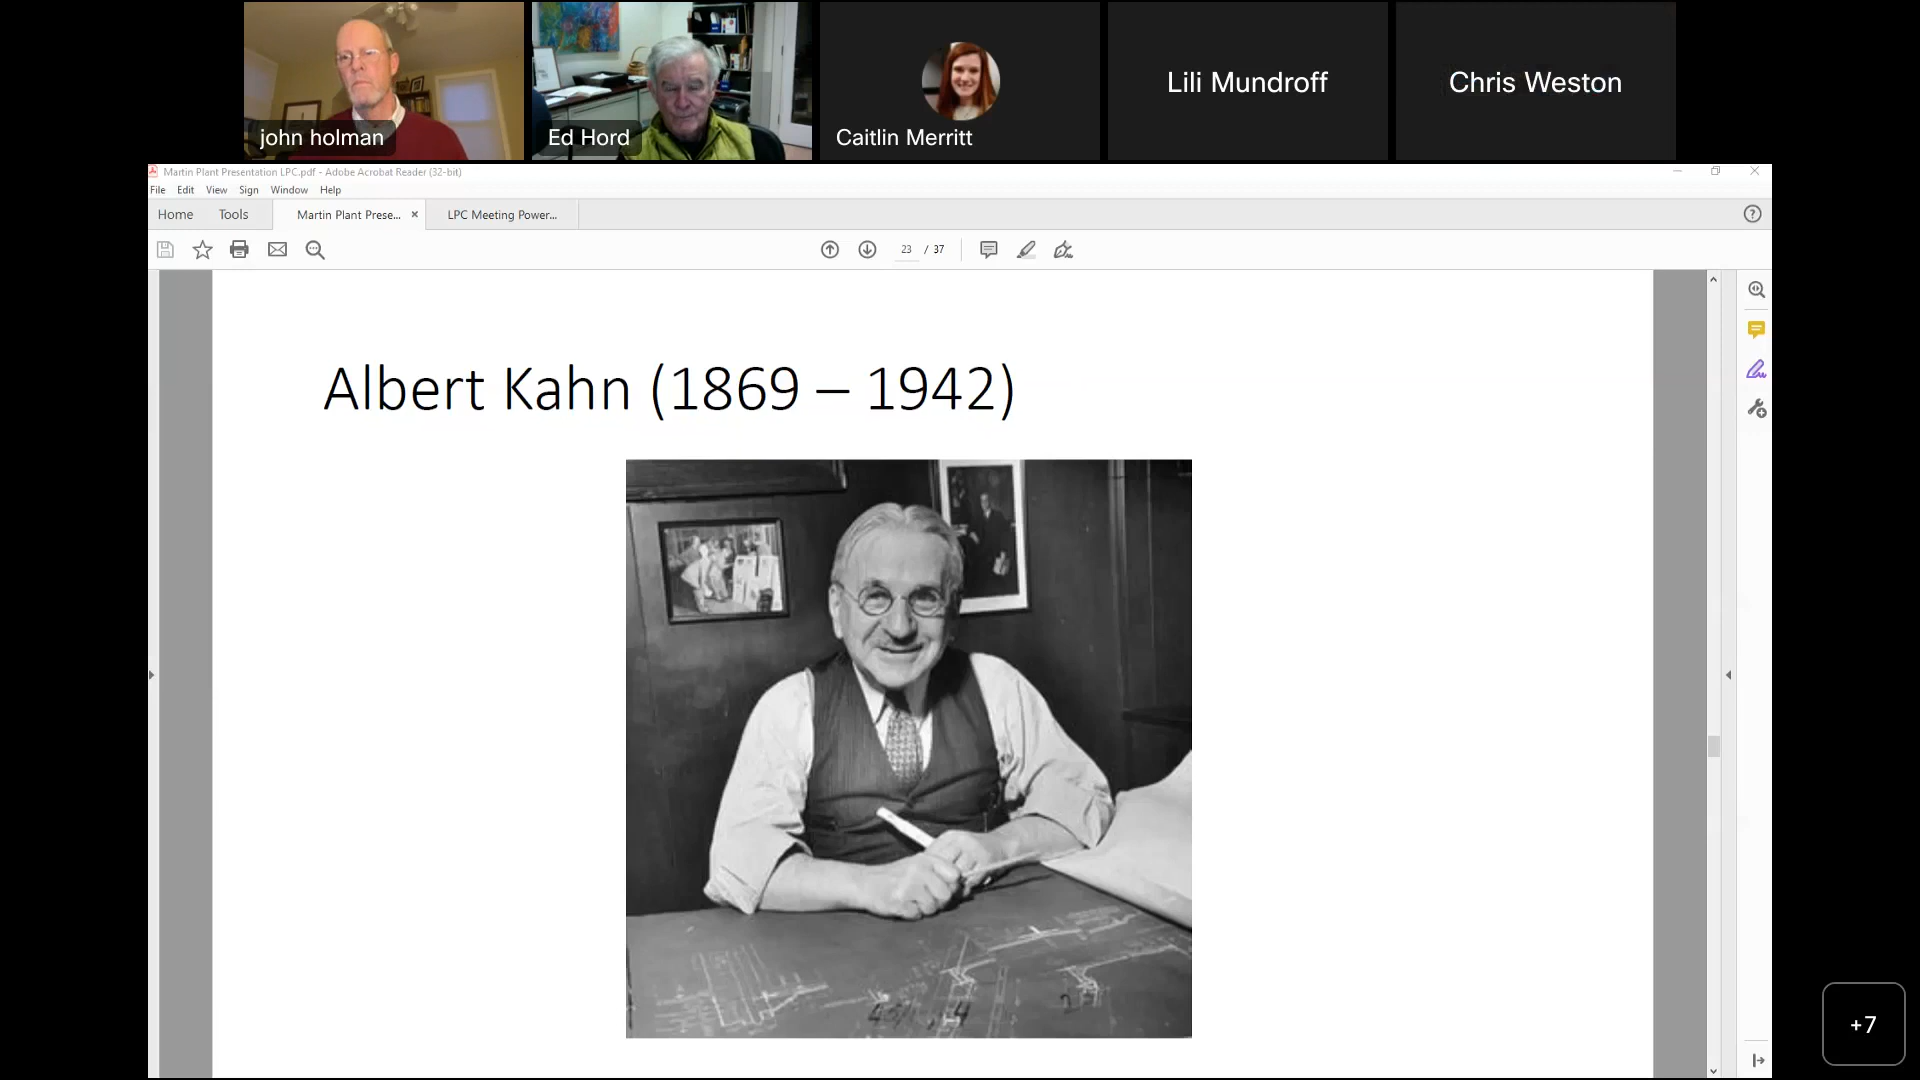 Lili Mundroff
Chris Weston
john holman
Ed Hord
Caitlin Merritt
Martin Plant Presentation LPC.pdf - Adobe Acrobat Reader (32-bit)
File Edit View Sign Window Help
Home Tools Martin Plant Prese... × LPC Meeting Power...
23 / 37
Albert Kahn (1869 – 1942)
+7